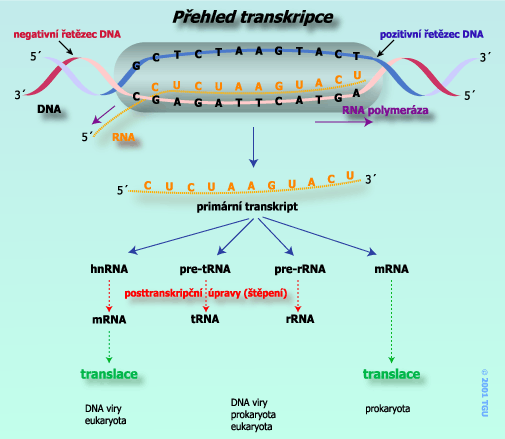 Přehled transkripce
negativní řetězec DNA
pozitivní řetězec DNA
5´
3´
G C T C T A A G T A C T
C U C U A A G U A C U
C G A G A T T C A T G A
3´
5´
DNA
RNA polymeráza
5´
RNA
5´
C U C U A A G U A C U
3´
primární transkript
hnRNA pre-tRNA pre-rRNA mRNA
posttranskripční úpravy (štěpení)
mRNA tRNA rRNA
translace translace
DNA viry
eukaryota
DNA viry
prokaryota
eukaryota
prokaryota
© 2001 TGU